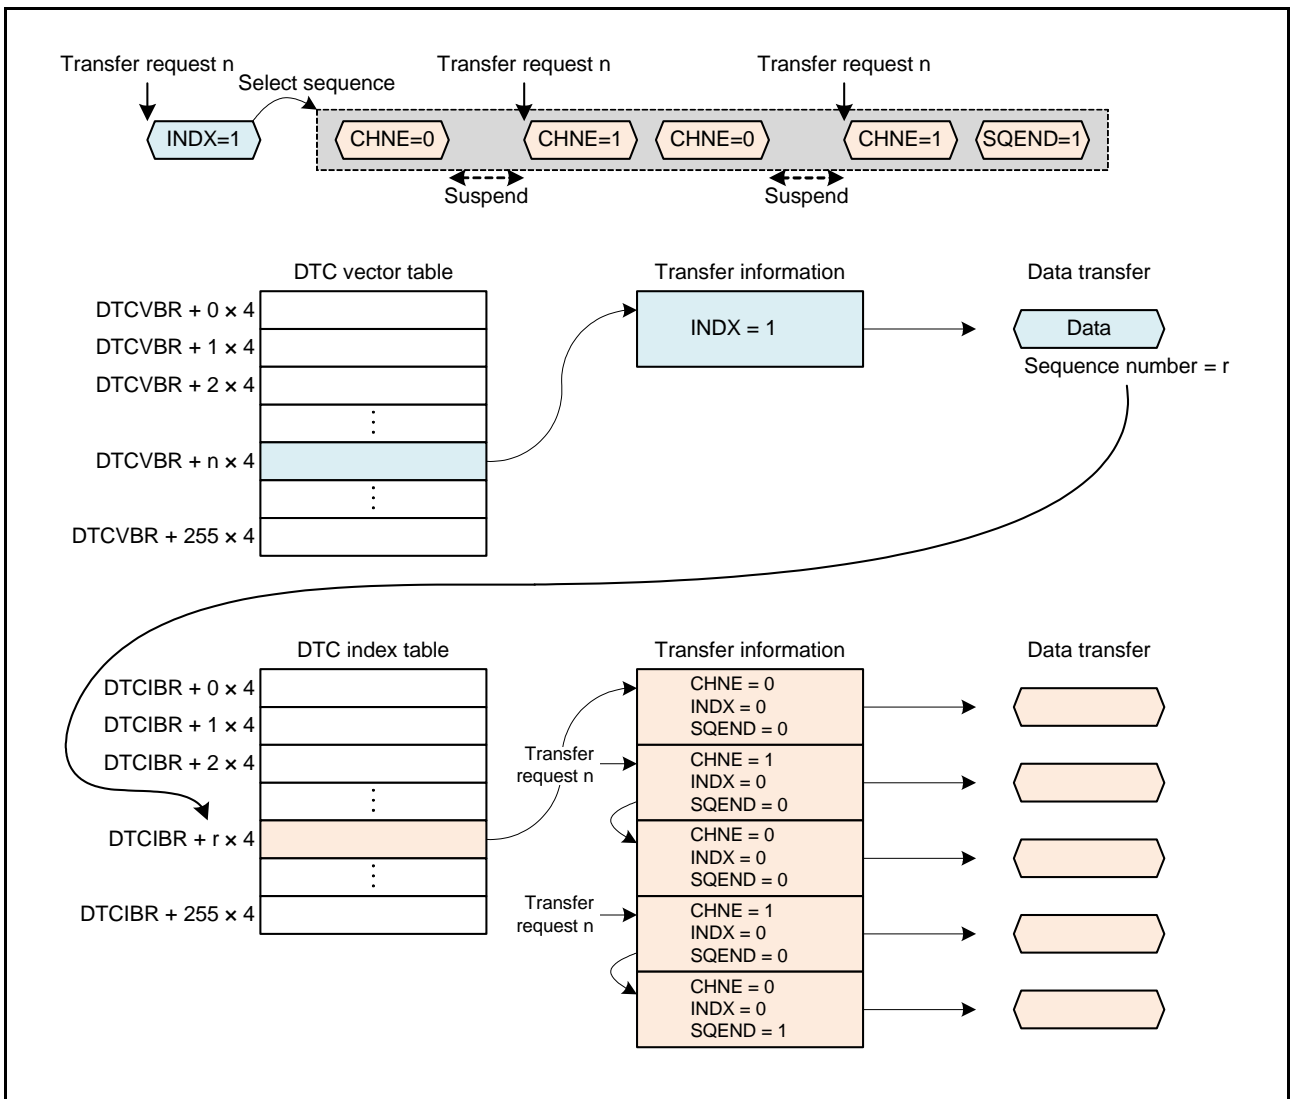 Transfer request n
Transfer request n
Transfer request n
Select sequence
INDX=1
CHNE=0
CHNE=1
CHNE=0
CHNE=1
SQEND=1
Suspend
Suspend
DTC vector table
Transfer information
Data transfer
DTCVBR + 0 × 4
DTCVBR + 1 × 4
DTCVBR + 2 × 4
⋮
DTCVBR + n × 4
⋮
DTCVBR + 255 × 4
INDX = 1
Data
Sequence number = r
DTC index table
Transfer information
Data transfer
DTCIBR + 0 × 4
DTCIBR + 1 × 4
DTCIBR + 2 × 4
⋮
DTCIBR + r × 4
⋮
DTCIBR + 255 × 4
CHNE = 0
INDX = 0
SQEND = 0
Transfer
request n
CHNE = 1
INDX = 0
SQEND = 0
CHNE = 0
INDX = 0
SQEND = 0
Transfer
request n
CHNE = 1
INDX = 0
SQEND = 0
CHNE = 0
INDX = 0
SQEND = 1